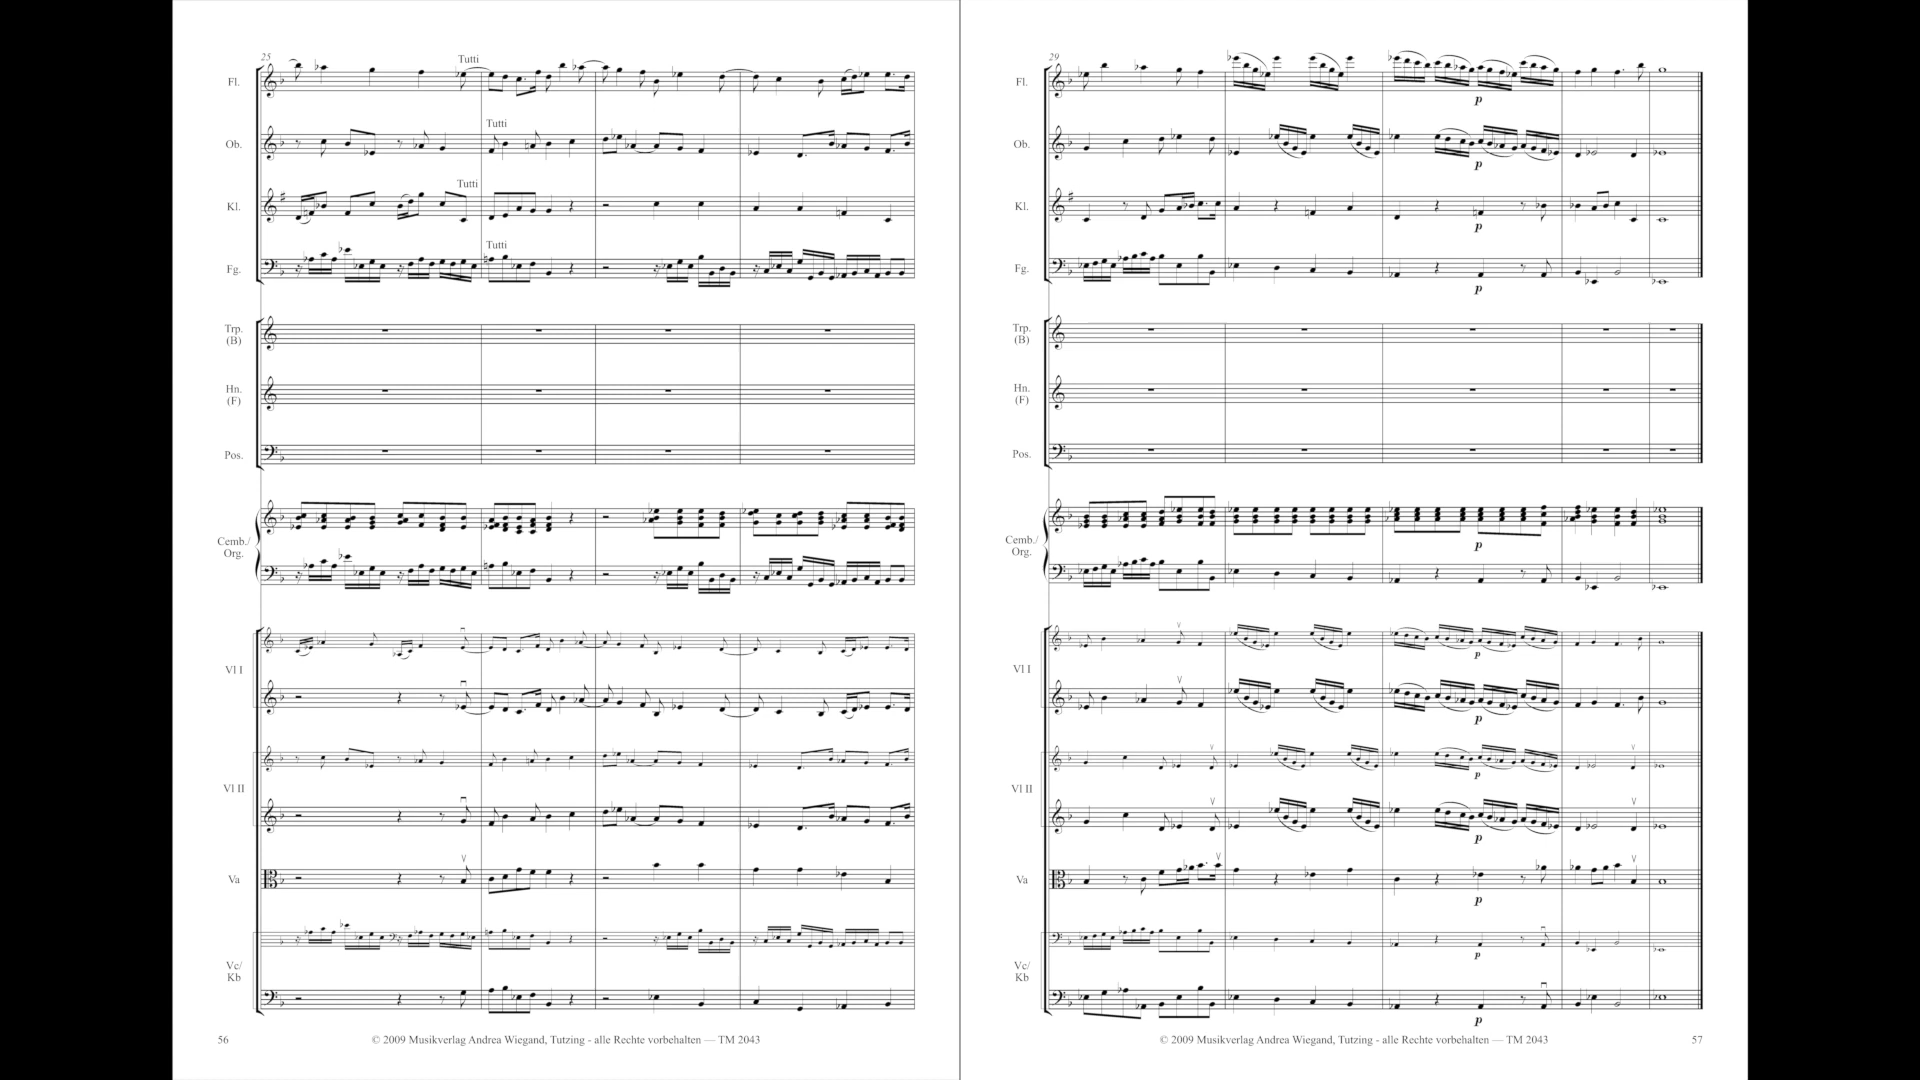 25
Tutti
Fl.
Tutti
Ob.
Tutti
Kl.
Tutti
Fg.
Trp.
(B)
Hn.
(F)
Pos.
Cemb./
Org.
Vl I
Vl II
Va
Vc/
Kb
56
© 2009 Musikverlag Andrea Wiegand, Tutzing - alle Rechte vorbehalten — TM 2043
29
Fl.
p
Ob.
p
Kl.
p
Fg.
p
Trp.
(B)
Hn.
(F)
Pos.
Cemb./
Org.
p
p
Vl I
p
p
Vl II
p
Va
p
p
Vc/
Kb
p
© 2009 Musikverlag Andrea Wiegand, Tutzing - alle Rechte vorbehalten — TM 2043
57